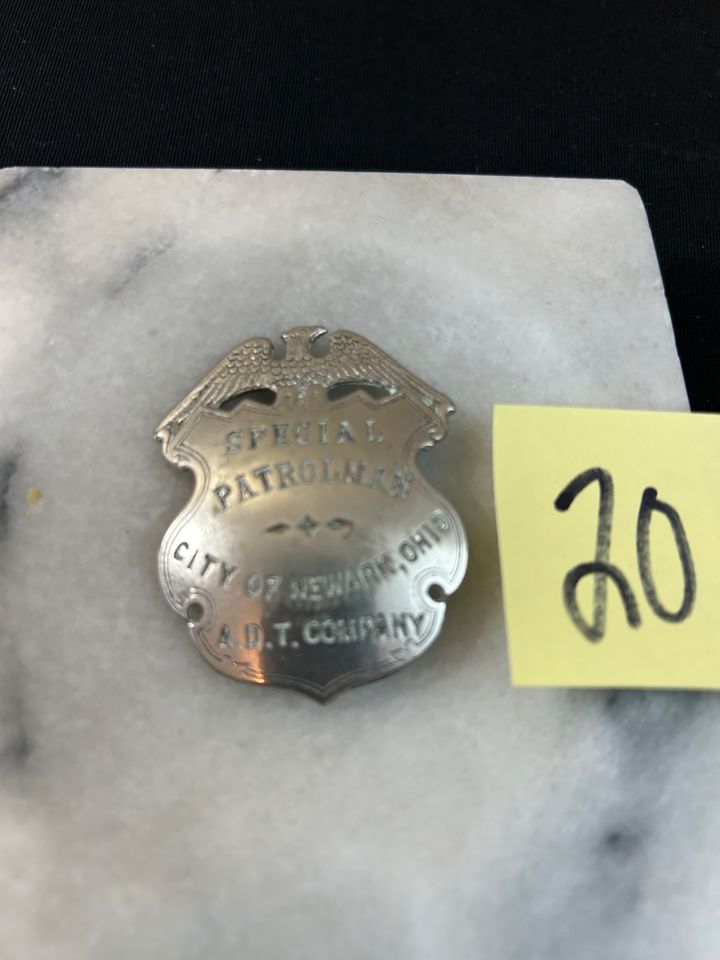 SPECIAL
PATROLMAN
CITY OF NEWARK, OHIO
A.D.T. COMPANY
20